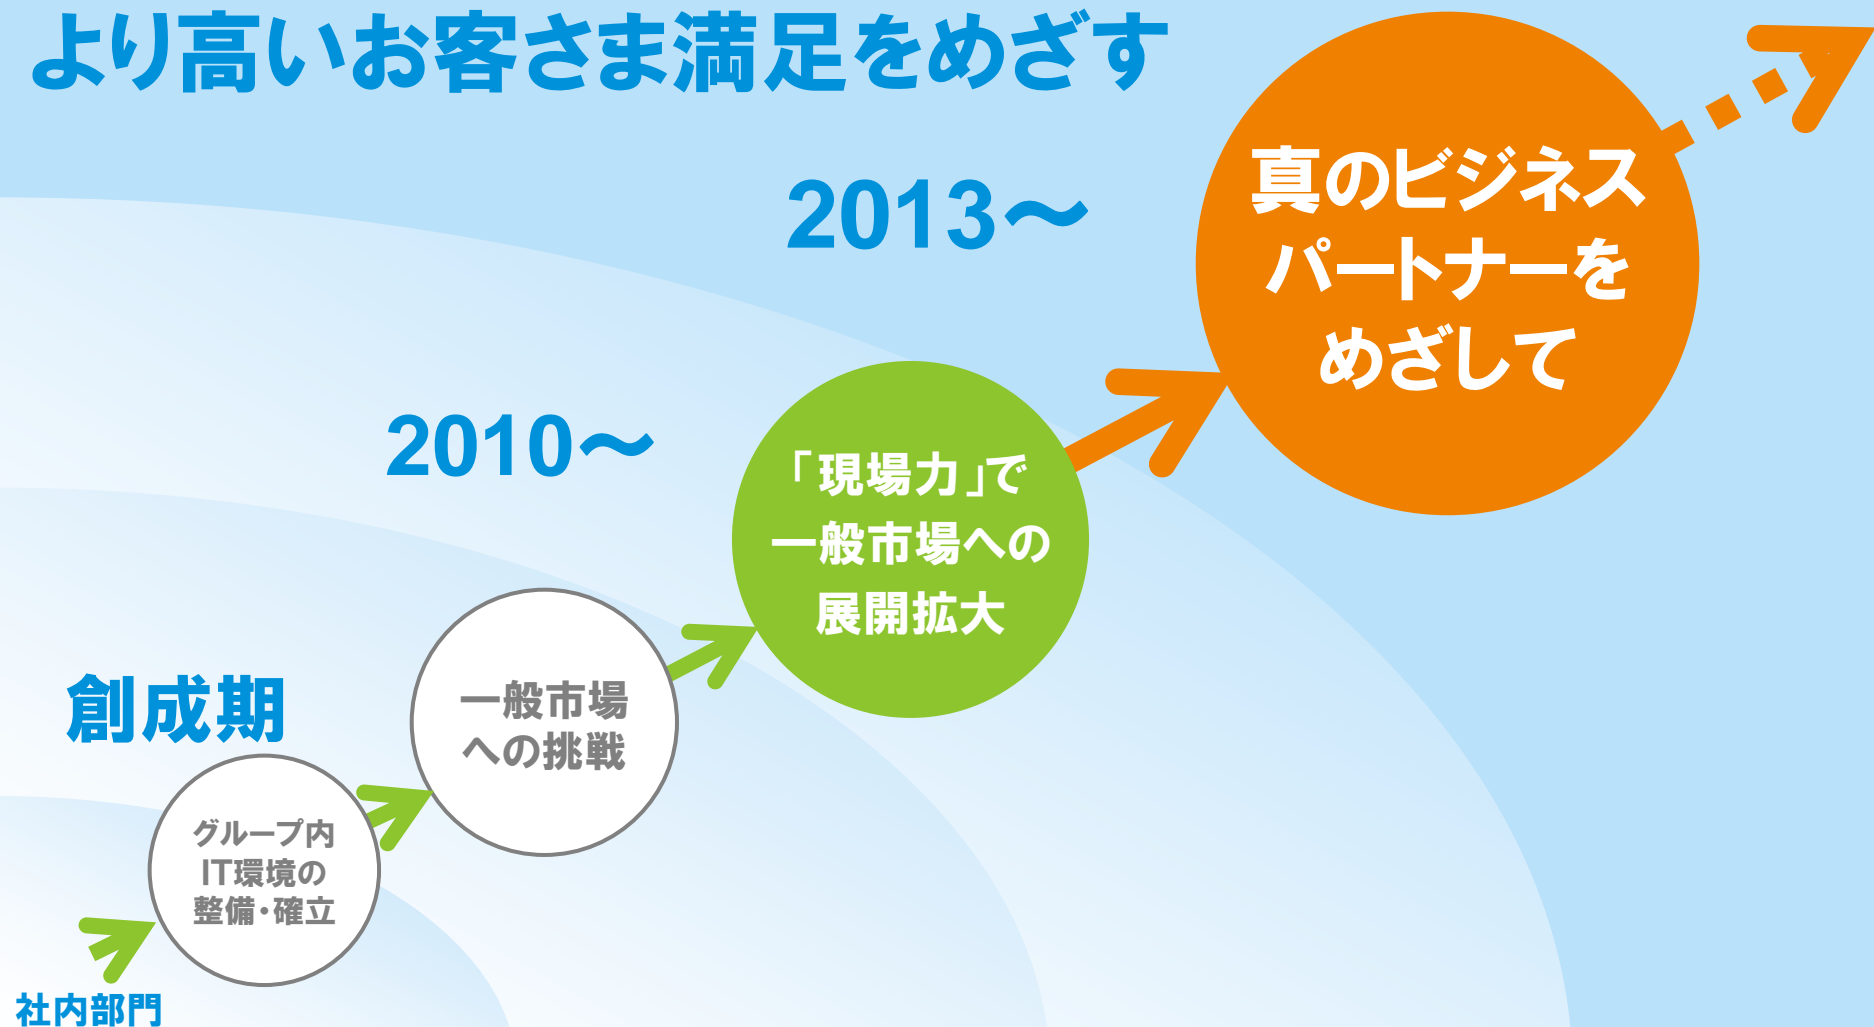 より高いお客さま満足をめざす
2013～
真のビジネス
パートナーを
めざして
2010～
「現場力」で
一般市場への
展開拡大
創成期
一般市場
への挑戦
グループ内
IT環境の
整備・確立
社内部門